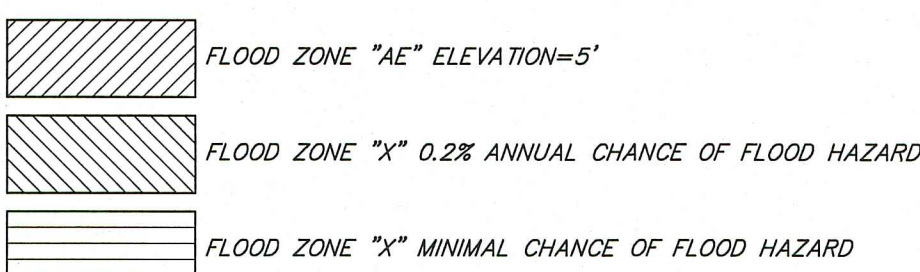 FLOOD ZONE "AE" ELEVATION=5'
FLOOD ZONE "X" 0.2% ANNUAL CHANCE OF FLOOD HAZARD
FLOOD ZONE "X" MINIMAL CHANCE OF FLOOD HAZARD